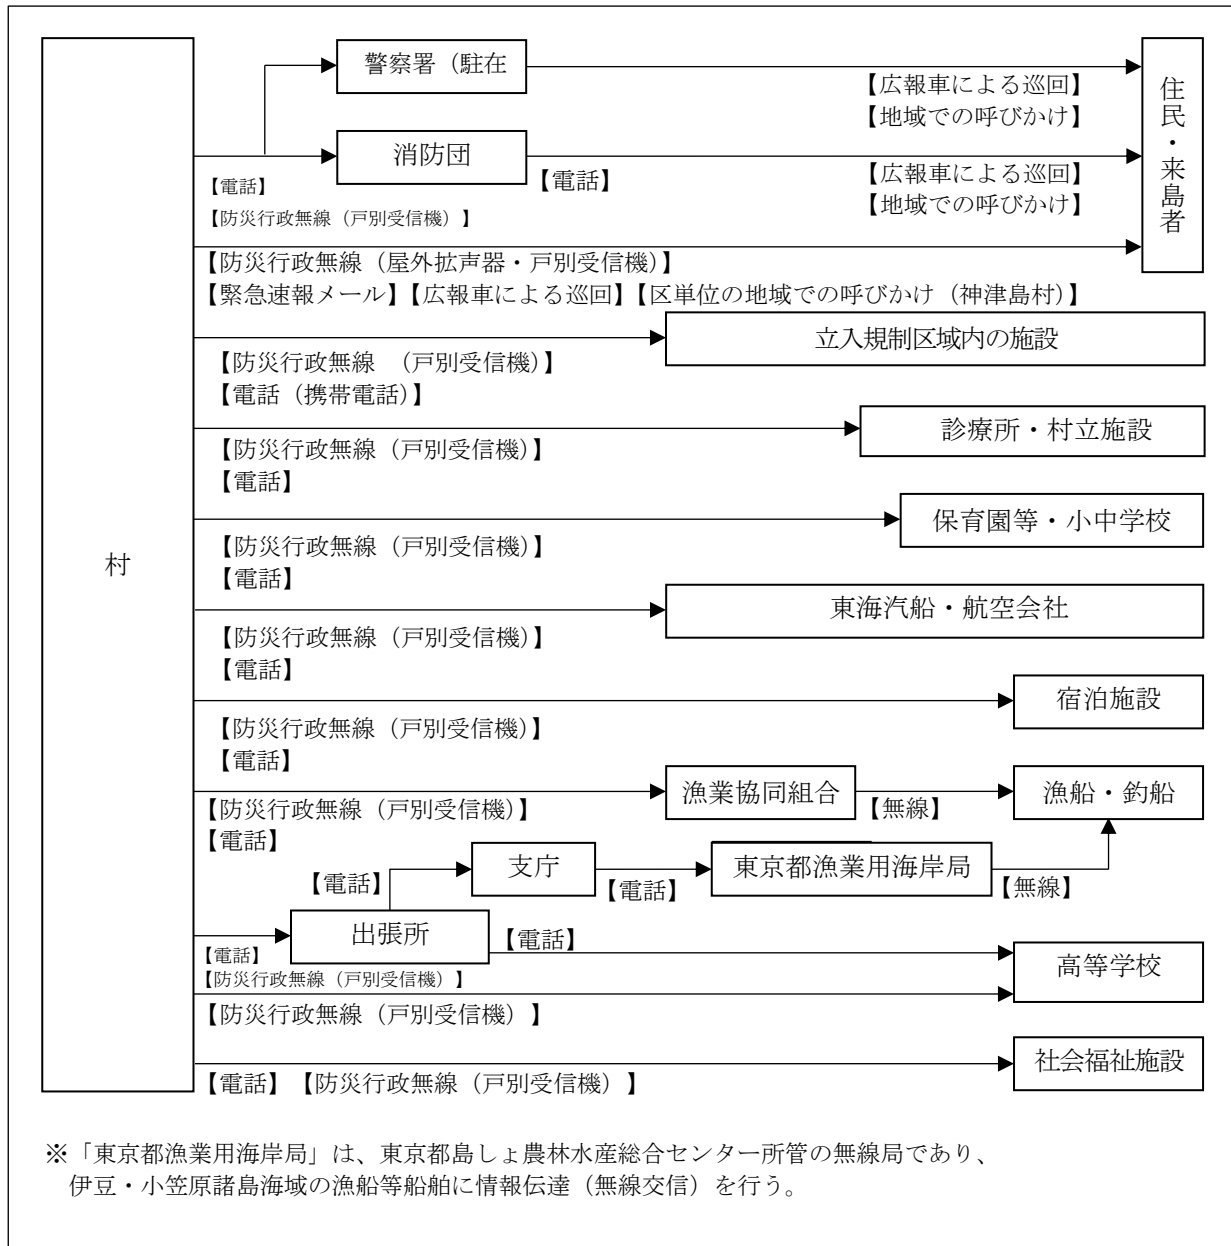 警察署（駐在
【広報車による巡回】
【地域での呼びかけ】
消防団
【電話】
【防災行政無線（戸別受信機）】
【電話】
【広報車による巡回】
【地域での呼びかけ】
住民・来島者
【防災行政無線（屋外拡声器・戸別受信機）】
【緊急速報メール】【広報車による巡回】【区単位の地域での呼びかけ（神津島村）】
立入規制区域内の施設
【防災行政無線　（戸別受信機）】
【電話（携帯電話）】
診療所・村立施設
【防災行政無線（戸別受信機）】
【電話】
保育園等・小中学校
【防災行政無線（戸別受信機）】
【電話】
村
東海汽船・航空会社
【防災行政無線（戸別受信機）】
【電話】
宿泊施設
【防災行政無線（戸別受信機）】
【電話】
漁業協同組合
【無線】
漁船・釣船
【防災行政無線（戸別受信機）】
【電話】
【電話】
支庁
【電話】
東京都漁業用海岸局
【無線】
出張所
【電話】
【電話】
【防災行政無線（戸別受信機）】
高等学校
【防災行政無線（戸別受信機）】
社会福祉施設
【電話】【防災行政無線（戸別受信機）】
※「東京都漁業用海岸局」は、東京都島しょ農林水産総合センター所管の無線局であり、
伊豆・小笠原諸島海域の漁船等船舶に情報伝達（無線交信）を行う。